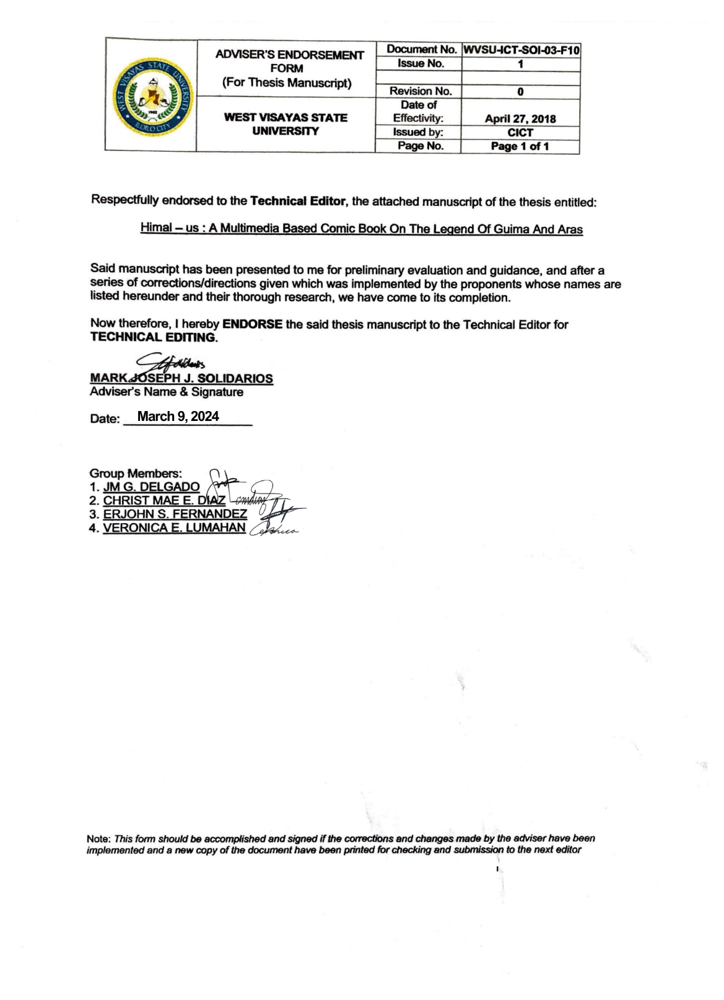 WEST VISAYAS STATE UNIVERSITY
1902
ILOILO CITY
ADVISER'S ENDORSEMENT
FORM
(For Thesis Manuscript)
WEST VISAYAS STATE
UNIVERSITY
Document No. WVSU-ICT-SOI-03-F10
Issue No. 1
Revision No. 0
Date of
Effectivity: April 27, 2018
Issued by: CICT
Page No. Page 1 of 1
Respectfully endorsed to the Technical Editor, the attached manuscript of the thesis entitled:
Himal – us : A Multimedia Based Comic Book On The Legend Of Guima And Aras
Said manuscript has been presented to me for preliminary evaluation and guidance, and after a
series of corrections/directions given which was implemented by the proponents whose names are
listed hereunder and their thorough research, we have come to its completion.
Now therefore, I hereby ENDORSE the said thesis manuscript to the Technical Editor for
TECHNICAL EDITING.
MARK JOSEPH J. SOLIDARIOS
Adviser's Name & Signature
Date: March 9, 2024
Group Members:
1. JM G. DELGADO
2. CHRIST MAE E. DIAZ
3. ERJOHN S. FERNANDEZ
4. VERONICA E. LUMAHAN
Note: This form should be accomplished and signed if the corrections and changes made by the adviser have been
implemented and a new copy of the document have been printed for checking and submission to the next editor